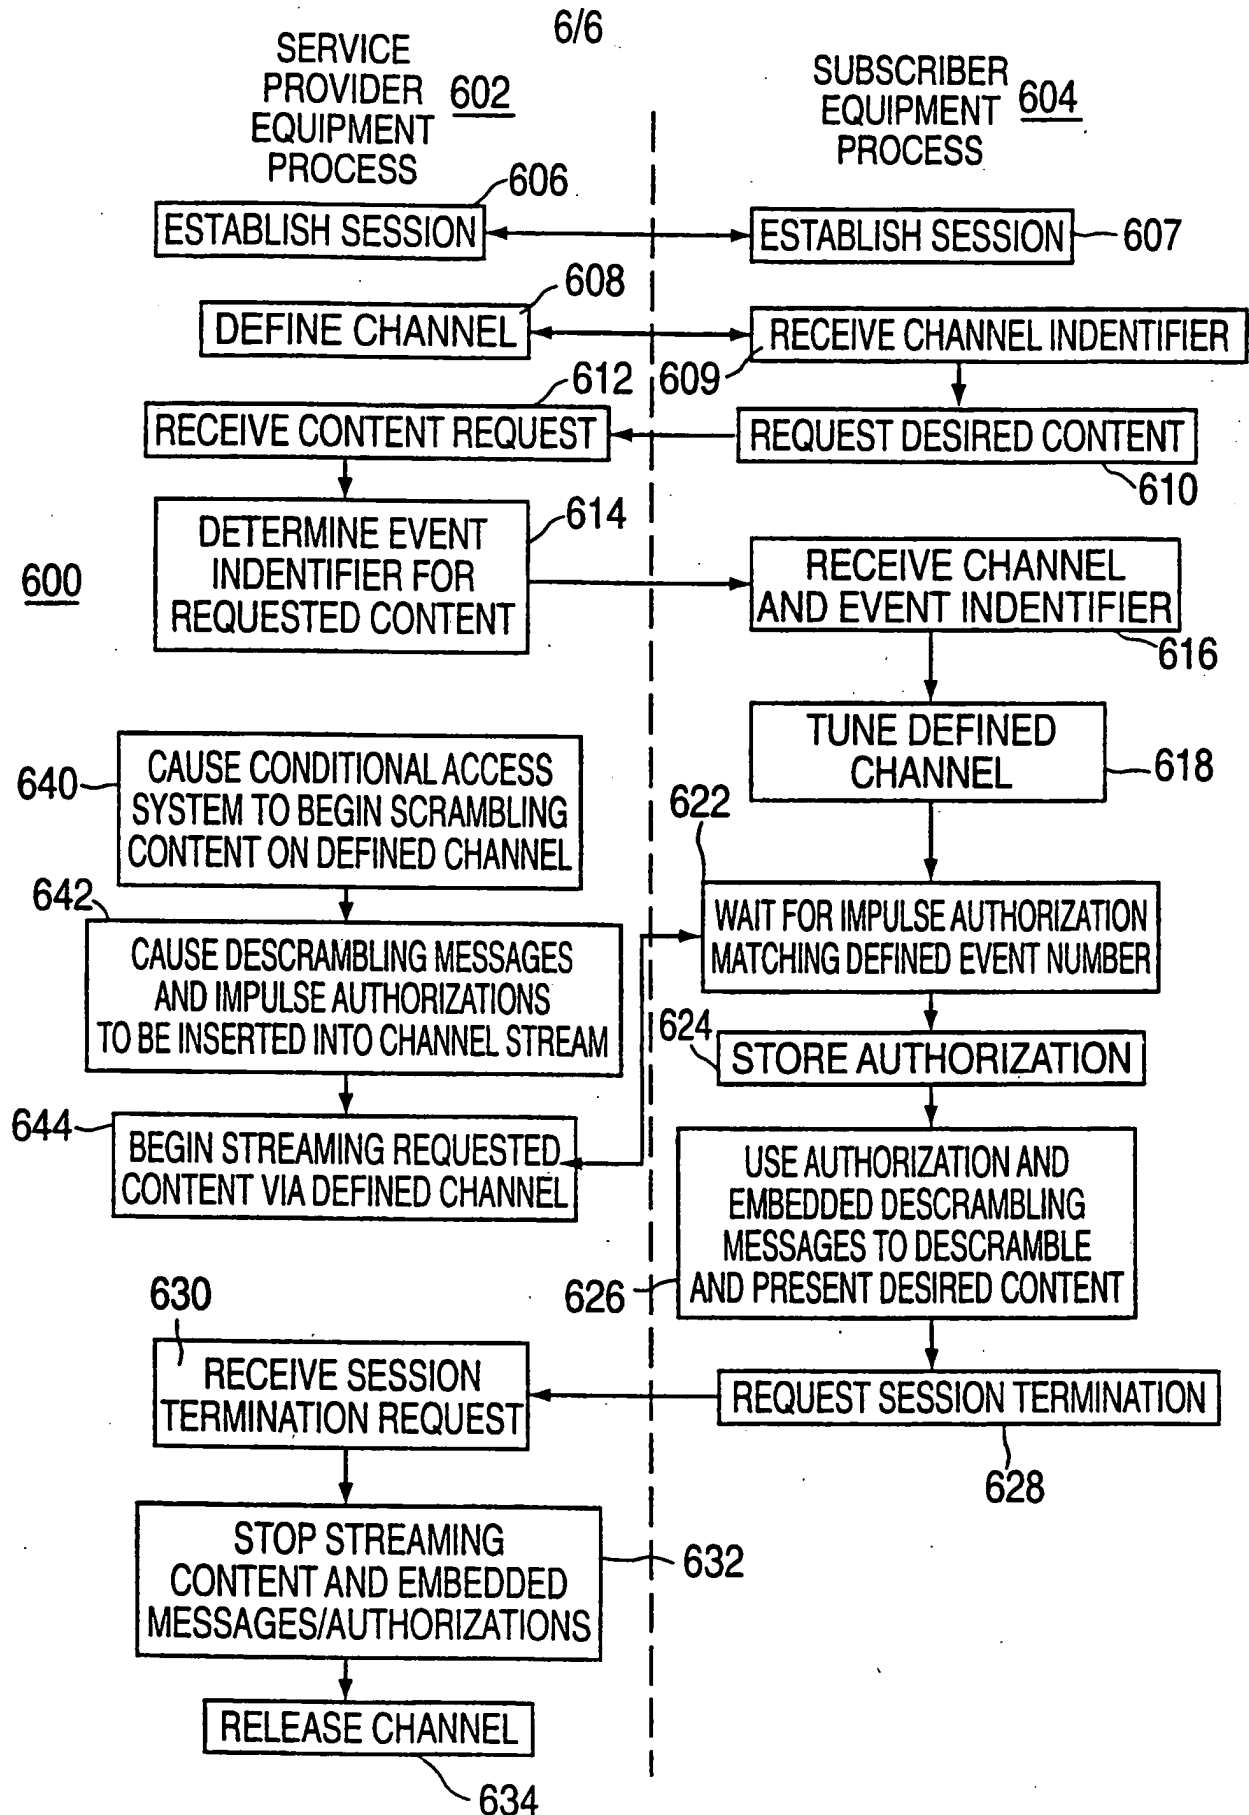 6/6
SERVICE
PROVIDER
EQUIPMENT
PROCESS
602
SUBSCRIBER
EQUIPMENT
PROCESS
604
606
ESTABLISH SESSION
ESTABLISH SESSION
607
608
DEFINE CHANNEL
RECEIVE CHANNEL INDENTIFIER
609
612
RECEIVE CONTENT REQUEST
REQUEST DESIRED CONTENT
610
600
DETERMINE EVENT
INDENTIFIER FOR
REQUESTED CONTENT
614
RECEIVE CHANNEL
AND EVENT INDENTIFIER
616
TUNE DEFINED
CHANNEL
618
640
CAUSE CONDITIONAL ACCESS
SYSTEM TO BEGIN SCRAMBLING
CONTENT ON DEFINED CHANNEL
622
WAIT FOR IMPULSE AUTHORIZATION
MATCHING DEFINED EVENT NUMBER
642
CAUSE DESCRAMBLING MESSAGES
AND IMPULSE AUTHORIZATIONS
TO BE INSERTED INTO CHANNEL STREAM
624
STORE AUTHORIZATION
644
BEGIN STREAMING REQUESTED
CONTENT VIA DEFINED CHANNEL
USE AUTHORIZATION AND
EMBEDDED DESCRAMBLING
MESSAGES TO DESCRAMBLE
AND PRESENT DESIRED CONTENT
626
630
RECEIVE SESSION
TERMINATION REQUEST
REQUEST SESSION TERMINATION
628
STOP STREAMING
CONTENT AND EMBEDDED
MESSAGES/AUTHORIZATIONS
632
RELEASE CHANNEL
634